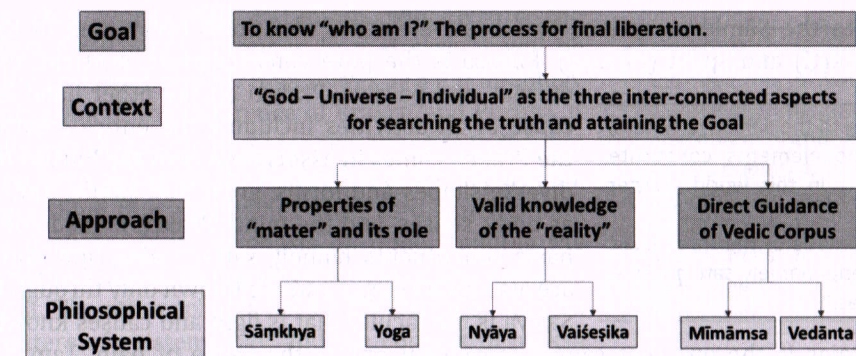 Goal
To know “who am I?” The process for final liberation.
Context
“God – Universe – Individual” as the three inter-connected aspects
for searching the truth and attaining the Goal
Approach
Properties of
“matter” and its role
Valid knowledge
of the “reality”
Direct Guidance
of Vedic Corpus
Philosophical
System
Sāṃkhya
Yoga
Nyāya
Vaiśeṣika
Mīmāmsa
Vedānta